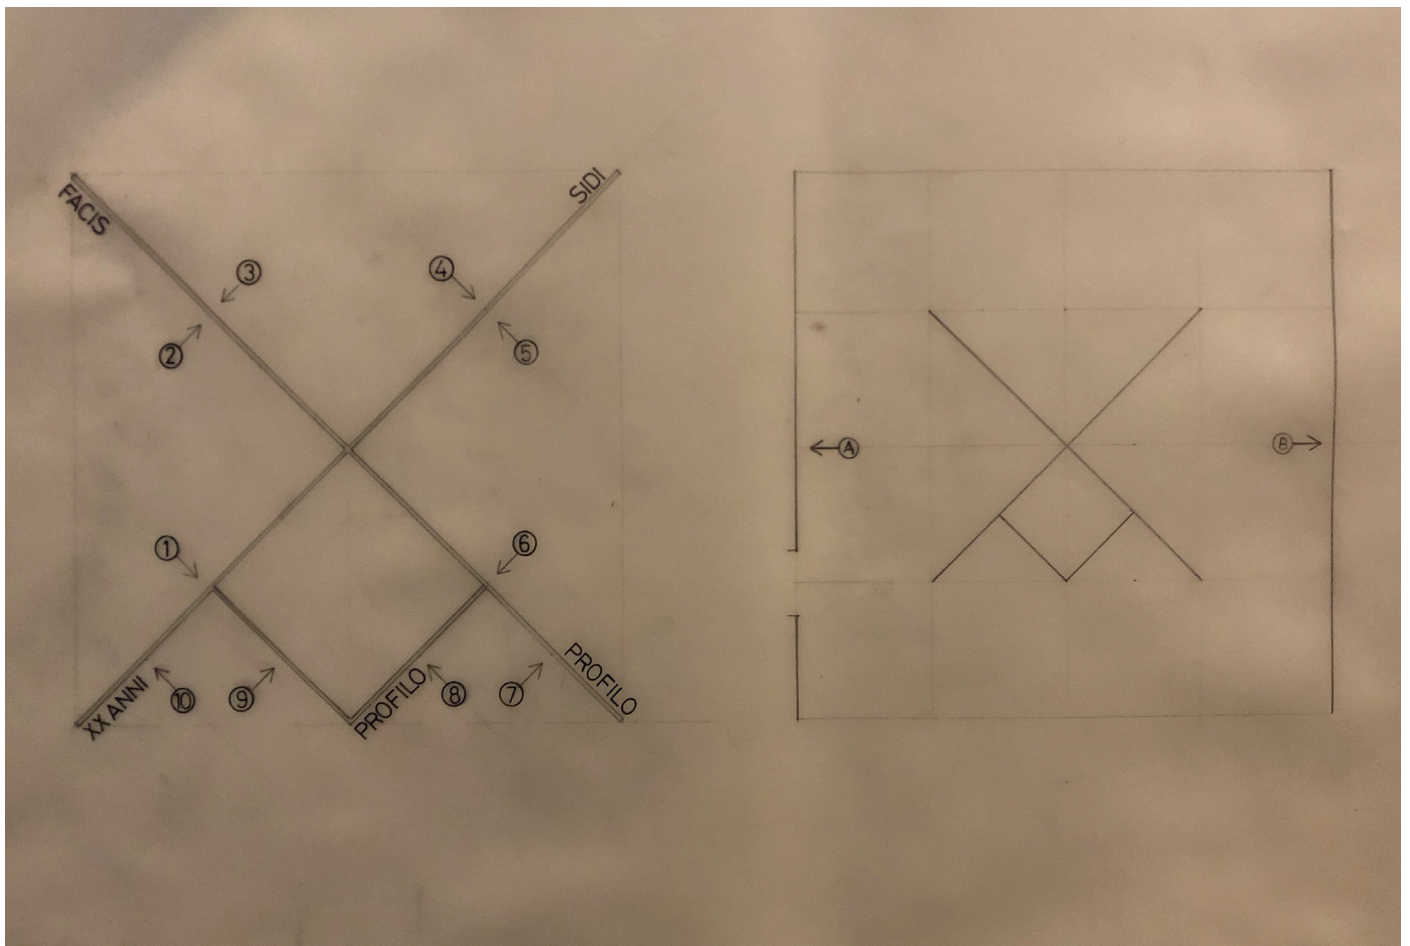 FACIS
SIDI
③
④
②
⑤
①
⑥
XX ANNI
⑩
⑨
PROFILO
⑧
⑦
PROFILO
Ⓐ
Ⓑ